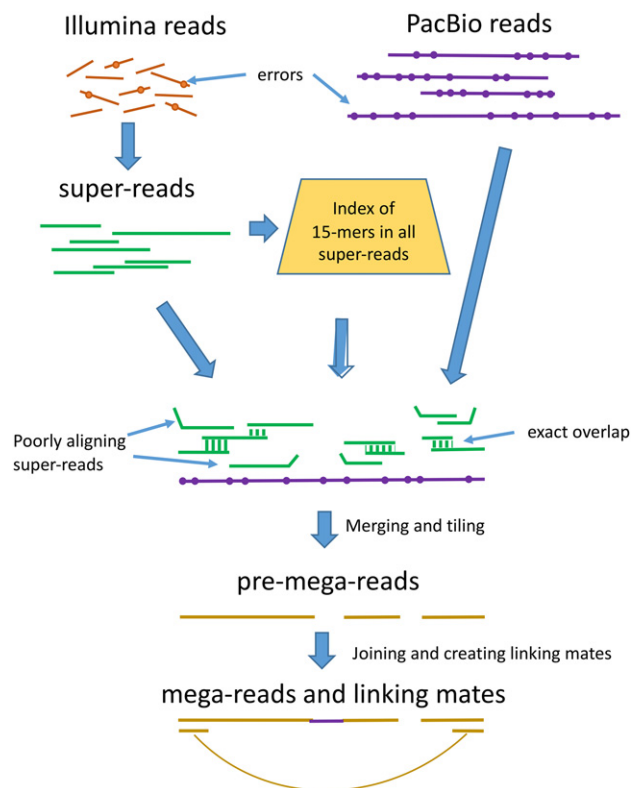 Illumina reads
PacBio reads
errors
super-reads
Index of
15-mers in all
super-reads
Poorly aligning
super-reads
exact overlap
Merging and tiling
pre-mega-reads
Joining and creating linking mates
mega-reads and linking mates